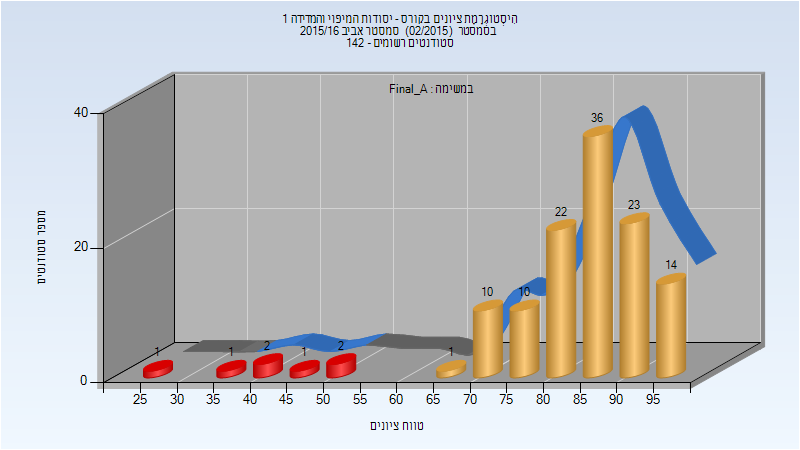 היסטוגרמת ציונים בקורס - יסודות המיפוי והמדידה 1
בסמסטר (02/2015) סמסטר אביב 2015/16
סטודנטים רשומים - 142
במשימה : Final_A
מספר סטודנטים
40
20
0
1 1 2 1 2 1 10 10 22 36 23 14
25 30 35 40 45 50 55 60 65 70 75 80 85 90 95
טווח ציונים